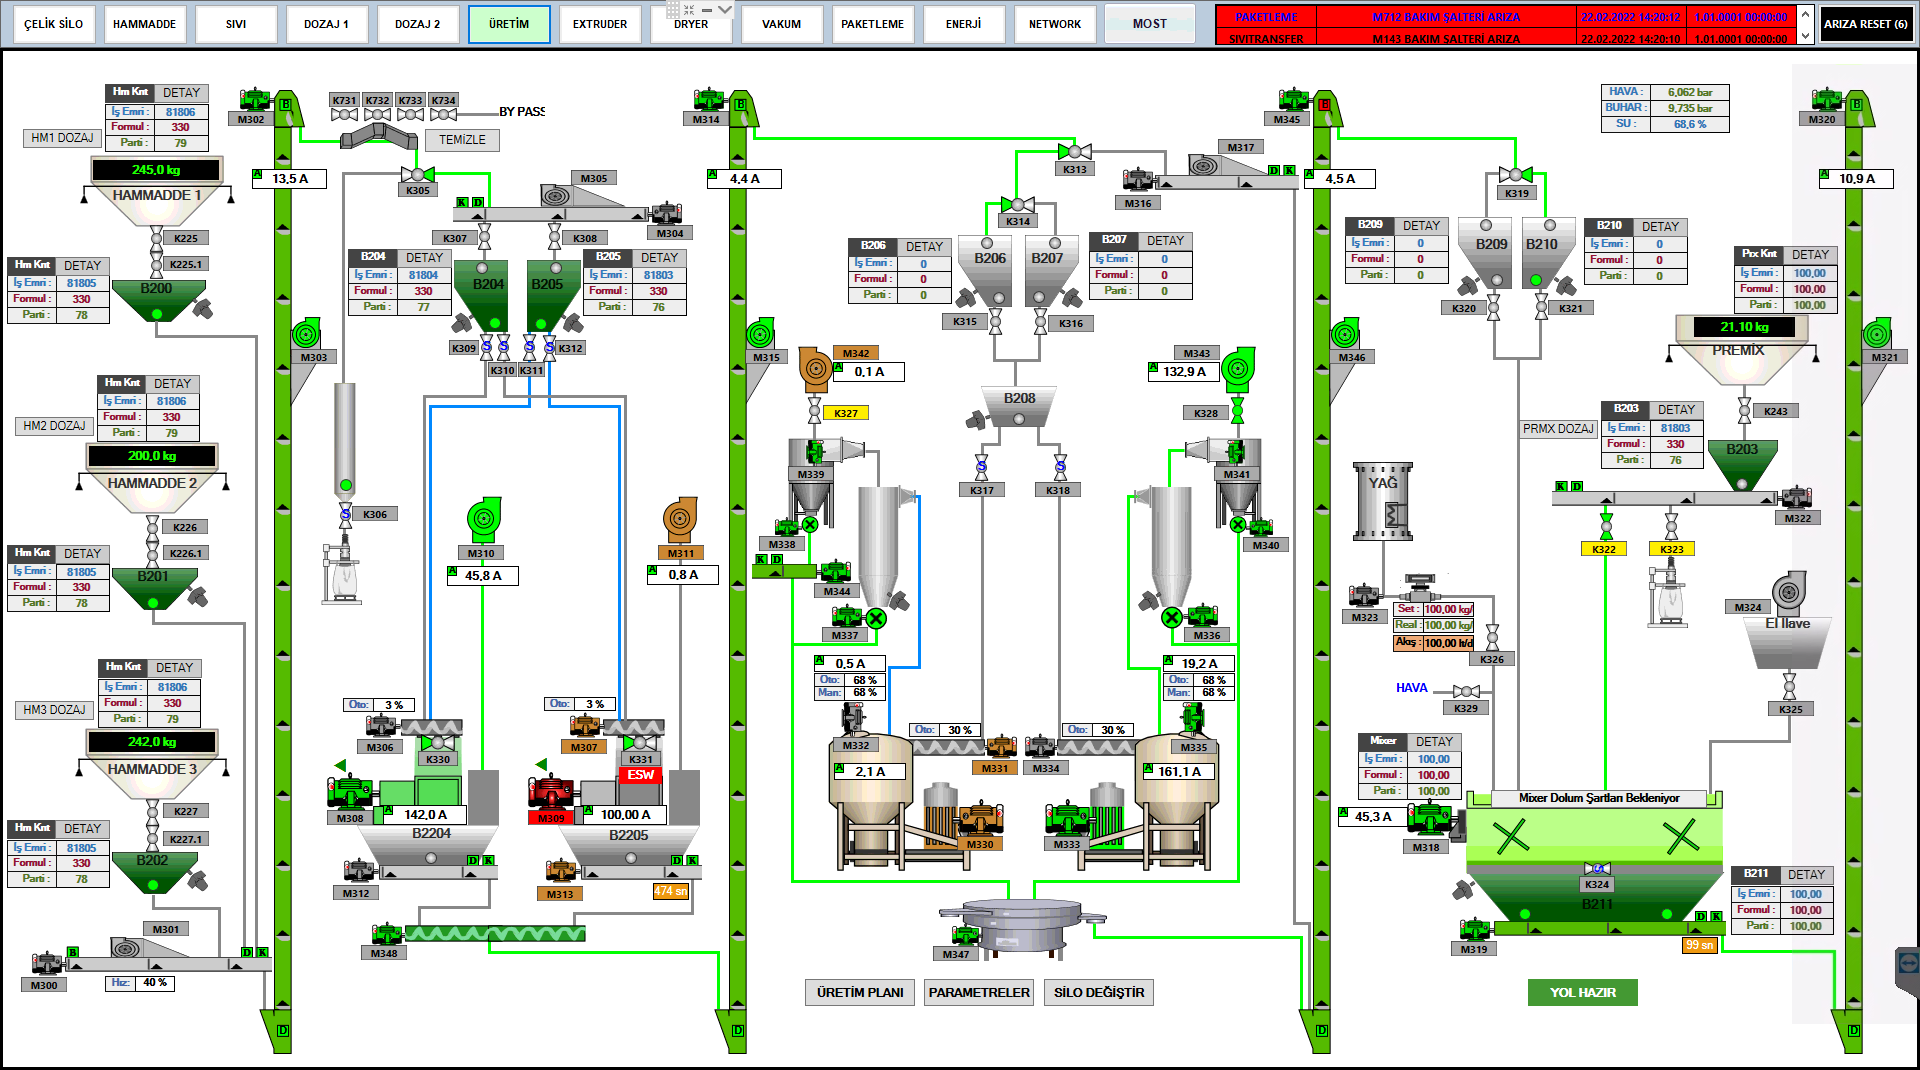 ÇELİK SİLO HAMMADDE SIVI DOZAJ 1 DOZAJ 2 ÜRETİM EXTRUDER DRYER VAKUM PAKETLEME ENERJİ NETWORK MOST
PAKETLEME M712 BAKIM ŞALTERİ ARIZA 22.02.2022 14:20:12 1.01.0001 00:00:00
SIVITRANSFER M143 BAKIM ŞALTERİ ARIZA 22.02.2022 14:20:10 1.01.0001 00:00:00
ARIZA RESET (6)
Hm Knt DETAY
İş Emri : 81806
Formul : 330
Parti : 79
HM1 DOZAJ
245,0 kg
HAMMADDE 1
K225
K225.1
Hm Knt DETAY
İş Emri : 81805
Formul : 330
Parti : 78
B200
Hm Knt DETAY
İş Emri : 81806
Formul : 330
Parti : 79
HM2 DOZAJ
200,0 kg
HAMMADDE 2
K226
K226.1
Hm Knt DETAY
İş Emri : 81805
Formul : 330
Parti : 78
B201
Hm Knt DETAY
İş Emri : 81806
Formul : 330
Parti : 79
HM3 DOZAJ
242,0 kg
HAMMADDE 3
K227
K227.1
Hm Knt DETAY
İş Emri : 81805
Formul : 330
Parti : 78
B202
M301
B D K
M300
Hız: 40 %
M302
B
A 13,5 A
M303
D
K731 K732 K733 K734
BY PASS
TEMİZLE
K305
M305
K D
M304
K307 K308
B204 DETAY
İş Emri : 81804
Formul : 330
Parti : 77
B204
B205
B205 DETAY
İş Emri : 81803
Formul : 330
Parti : 76
K309 S S S S K312
K310 K311
S K306
M310
A 45,8 A
M311
A 0,8 A
Oto: 3 %
M306
K330
M308
A 142,0 A
B2204
D K
M312
Oto: 3 %
M307
K331
ESW
M309
A 100,00 A
B2205
D K
M313
474 sn
M348
M314
B
A 4,4 A
M315
D
K313
K314
M317
D K
M316
B206 DETAY
İş Emri : 0
Formul : 0
Parti : 0
B206
B207
B207 DETAY
İş Emri : 0
Formul : 0
Parti : 0
K315 K316
B208
S S
K317 K318
M342
A 0,1 A
K327
M339
M338
K D
M344
M337
A 0,5 A
Oto: 68 %
Man: 68 %
M332
A 2,1 A
Oto: 30 %
M331
M330
M343
A 132,9 A
K328
M341
M340
M336
A 19,2 A
Oto: 68 %
Man: 68 %
M335
A 161,1 A
Oto: 30 %
M334
M333
M347
ÜRETİM PLANI PARAMETRELER SİLO DEĞİŞTİR
M345
B
A 4,5 A
M346
D
K319
B209 DETAY
İş Emri : 0
Formul : 0
Parti : 0
B209
B210
B210 DETAY
İş Emri : 0
Formul : 0
Parti : 0
K320 K321
HAVA : 6,062 bar
BUHAR : 9,735 bar
SU : 68,6 %
M320
B
A 10,9 A
M321
D
Prx Knt DETAY
İş Emri : 100,00
Formul : 100,00
Parti : 100,00
21,10 kg
PREMİX
K243
PRMX DOZAJ
B203 DETAY
İş Emri : 81803
Formul : 330
Parti : 76
B203
K D
M322
K322 K323
YAĞ
M323
Set : 100,00 kg/
Real : 100,00 kg/
Akış : 100,00 lt/d
K326
HAVA
K329
M324
El İlave
K325
Mixer DETAY
İş Emri : 100,00
Formul : 100,00
Parti : 100,00
Mixer Dolum Şartları Bekleniyor
A 45,3 A
M318
S
K324
B211
B211 DETAY
İş Emri : 100,00
Formul : 100,00
Parti : 100,00
D K
M319
99 sn
YOL HAZIR